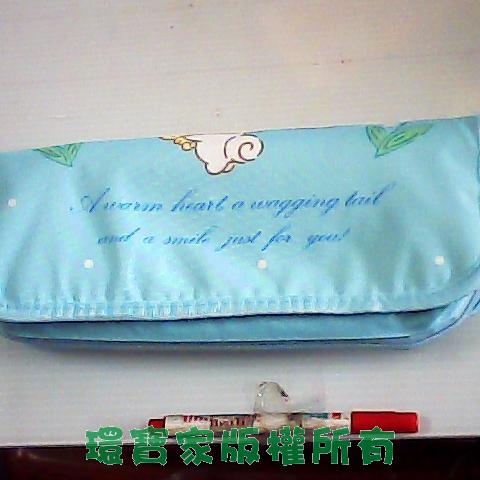 A warm heart a wagging tail
and a smile just for you!
環寶家版權所有